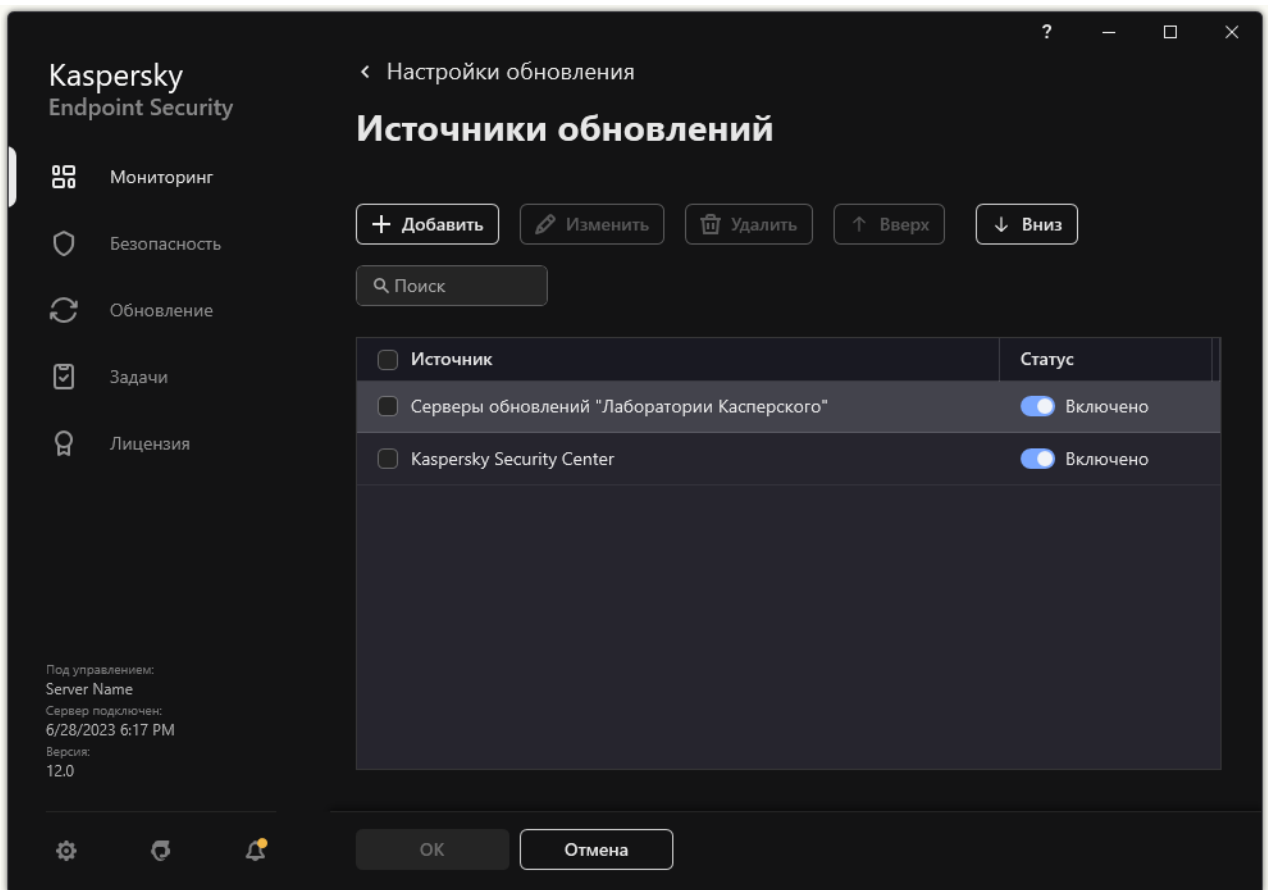 ?
Kaspersky
Endpoint Security
Мониторинг
Безопасность
Обновление
Задачи
Лицензия
Под управлением:
Server Name
Сервер подключен:
6/28/2023 6:17 PM
Версия:
12.0
Настройки обновления
Источники обновлений
Добавить Изменить Удалить Вверх Вниз
Поиск
Источник Статус
Серверы обновлений "Лаборатории Касперского" Включено
Kaspersky Security Center Включено
ОК Отмена